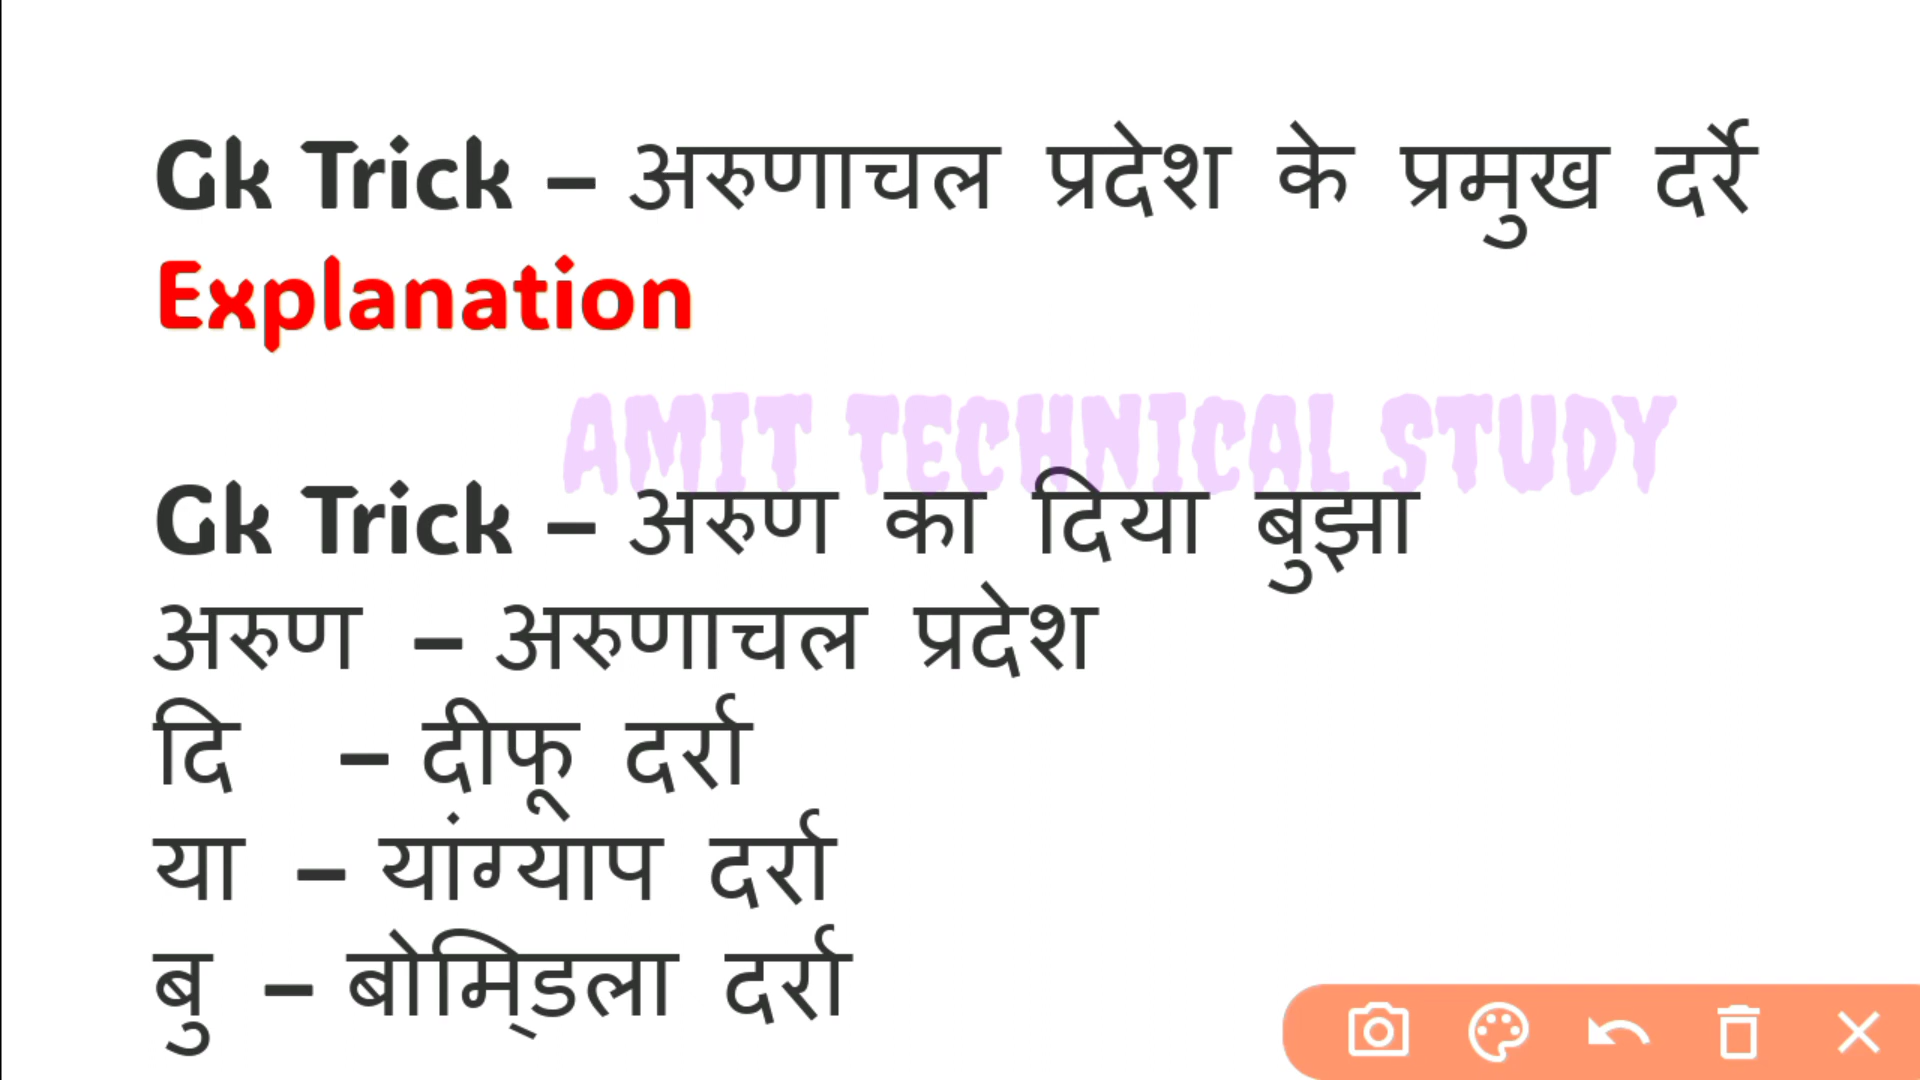 Gk Trick – अरुणाचल प्रदेश के प्रमुख दर्रे
Explanation
AMIT TECHNICAL STUDY
Gk Trick – अरुण का दिया बुझा
अरुण – अरुणाचल प्रदेश
दि – दीफू दर्रा
या – यांग्याप दर्रा
बु – बोम्डिला दर्रा